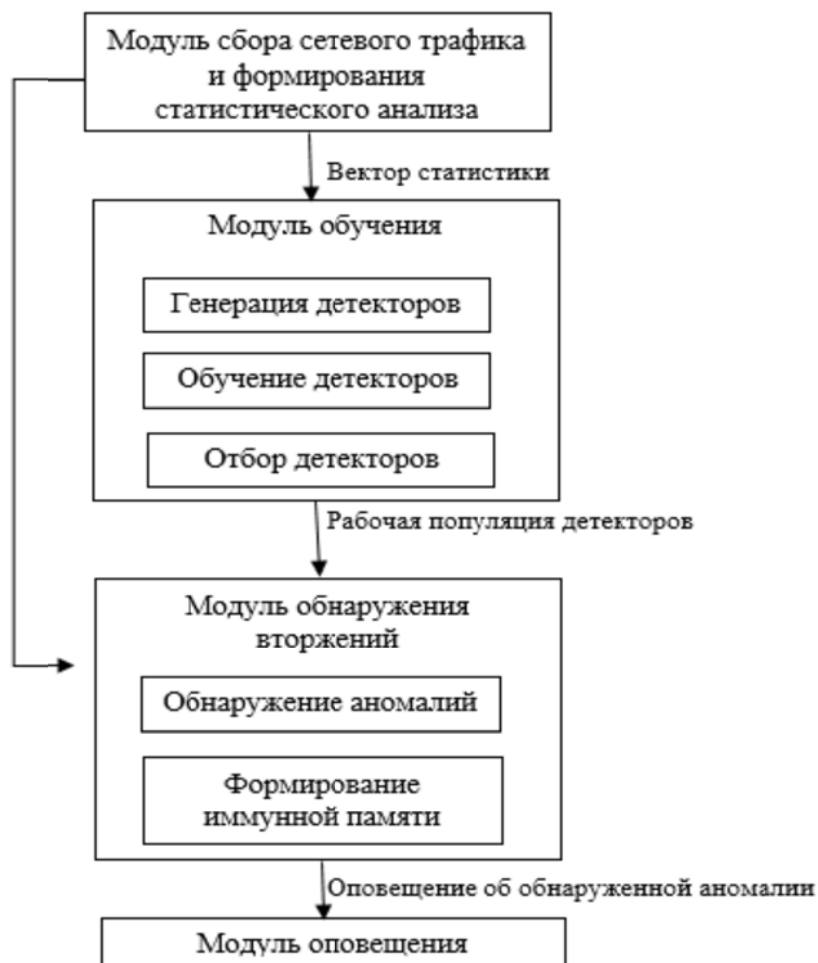 Модуль сбора сетевого трафика
и формирования
статистического анализа
Вектор статистики
Модуль обучения
Генерация детекторов
Обучение детекторов
Отбор детекторов
Рабочая популяция детекторов
Модуль обнаружения
вторжений
Обнаружение аномалий
Формирование
иммунной памяти
Оповещение об обнаруженной аномалии
Модуль оповещения